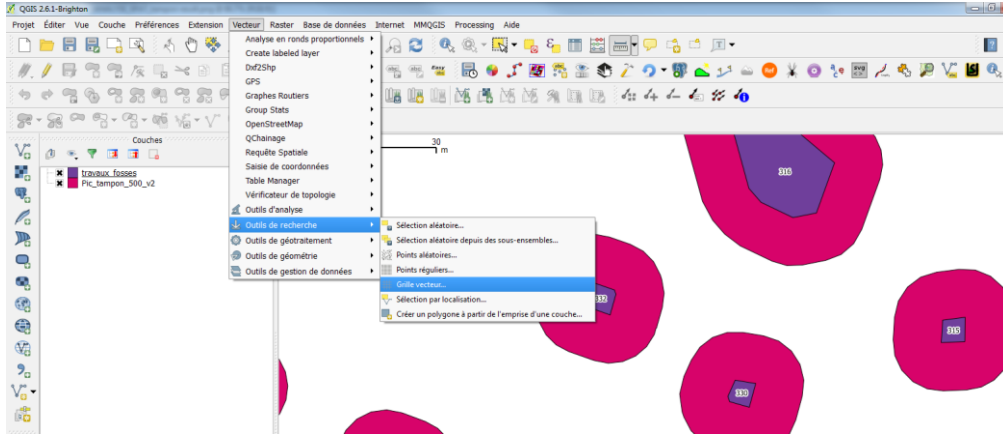 QGIS 2.6.1-Brighton
Projet Éditer Vue Couche Préférences Extension Vecteur Raster Base de données Internet MMQGIS Processing Aide
Analyse en ronds proportionnels
Create labeled layer
Dxf2Shp
GPS
Graphes Routiers
Group Stats
OpenStreetMap
QChainage
Requête Spatiale
Saisie de coordonnées
Table Manager
Vérificateur de topologie
Outils d'analyse
Outils de recherche
Outils de géotraitement
Outils de géométrie
Outils de gestion de données
Sélection aléatoire...
Sélection aléatoire depuis des sous-ensembles...
Points aléatoires...
Points réguliers...
Grille vecteur...
Sélection par localisation...
Créer un polygone à partir de l'emprise d'une couche...
Couches
travaux_fosses
Pic_tampon_500_v2
30
m
316
332
315
330